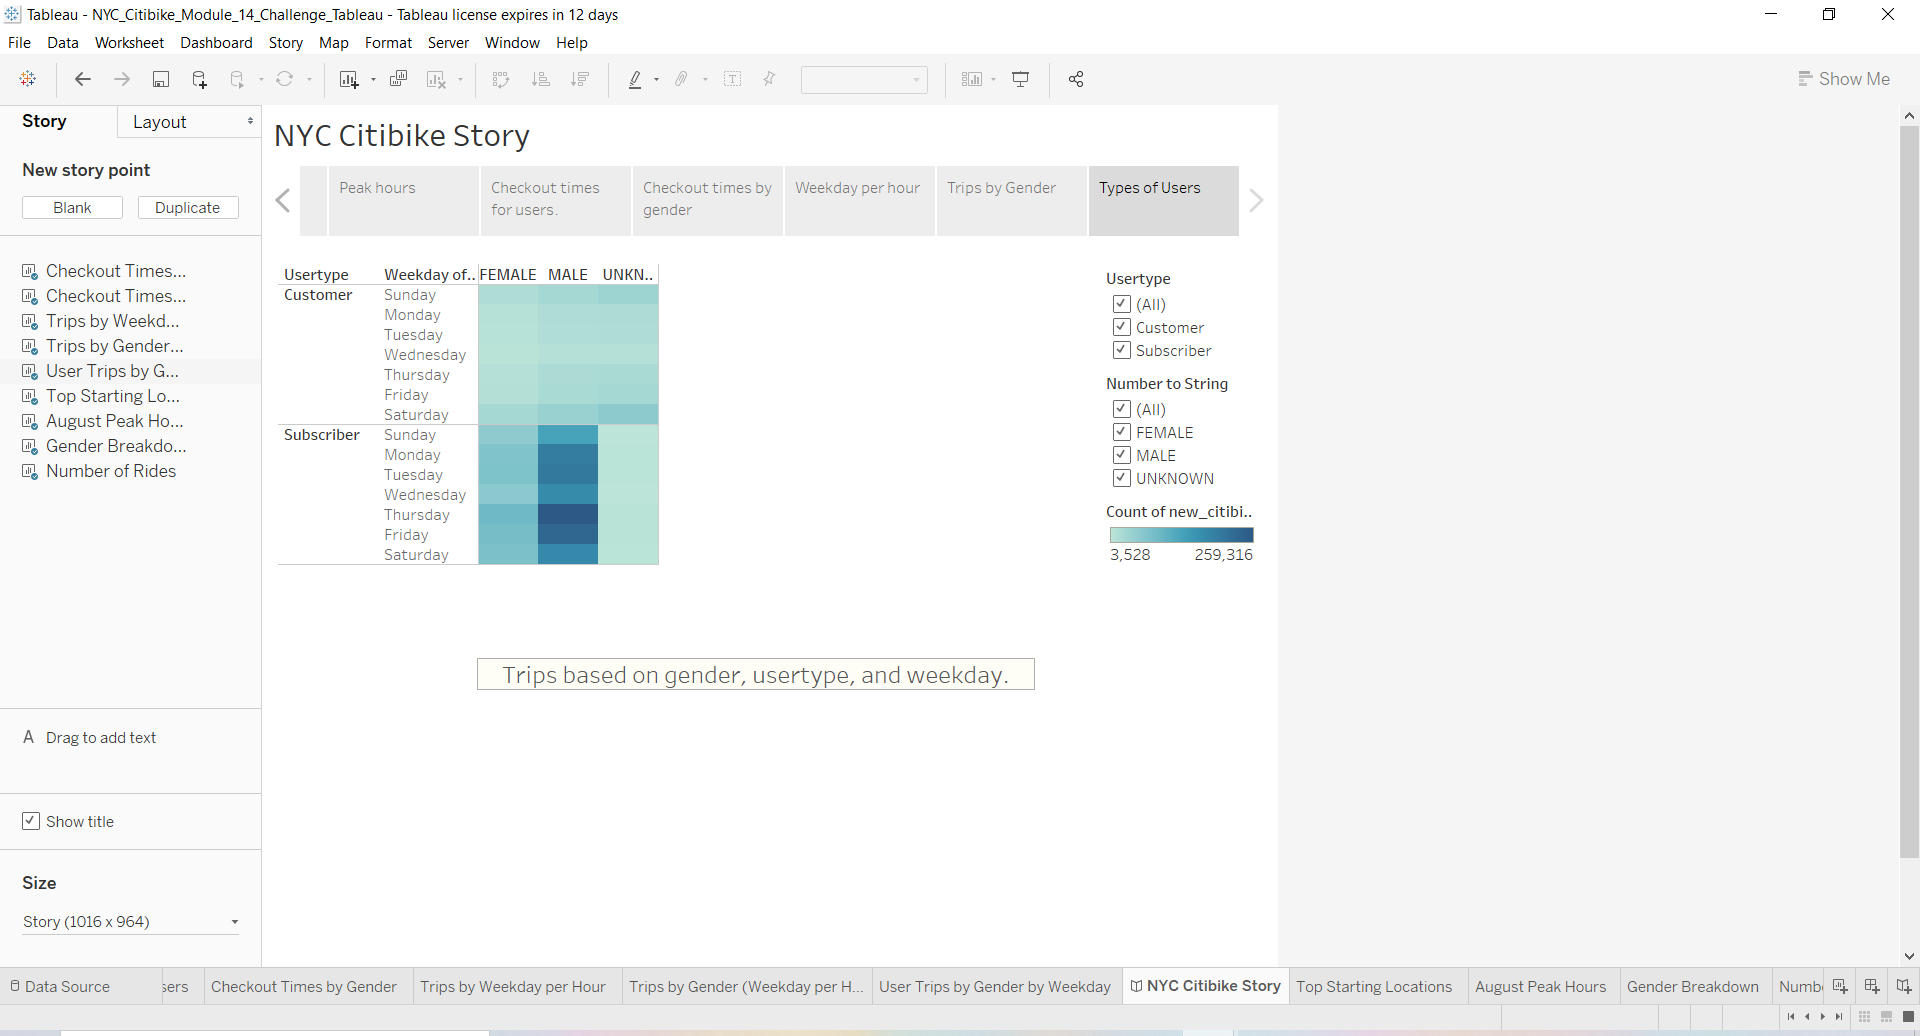 Tableau - NYC_Citibike_Module_14_Challenge_Tableau - Tableau license expires in 12 days
File Data Worksheet Dashboard Story Map Format Server Window Help
Show Me
Story Layout
New story point
Blank Duplicate
Checkout Times...
Checkout Times...
Trips by Weekd...
Trips by Gender...
User Trips by G...
Top Starting Lo...
August Peak Ho...
Gender Breakdo...
Number of Rides
A Drag to add text
Show title
Size
Story (1016 x 964)
NYC Citibike Story
Peak hours
Checkout times
for users.
Checkout times by
gender
Weekday per hour
Trips by Gender
Types of Users
Usertype Weekday of.. FEMALE MALE UNKN..
Customer Sunday
Monday
Tuesday
Wednesday
Thursday
Friday
Saturday
Subscriber Sunday
Monday
Tuesday
Wednesday
Thursday
Friday
Saturday
Usertype
(All)
Customer
Subscriber
Number to String
(All)
FEMALE
MALE
UNKNOWN
Count of new_citibi..
3,528 259,316
Trips based on gender, usertype, and weekday.
Data Source sers Checkout Times by Gender Trips by Weekday per Hour Trips by Gender (Weekday per H... User Trips by Gender by Weekday NYC Citibike Story Top Starting Locations August Peak Hours Gender Breakdown Numb